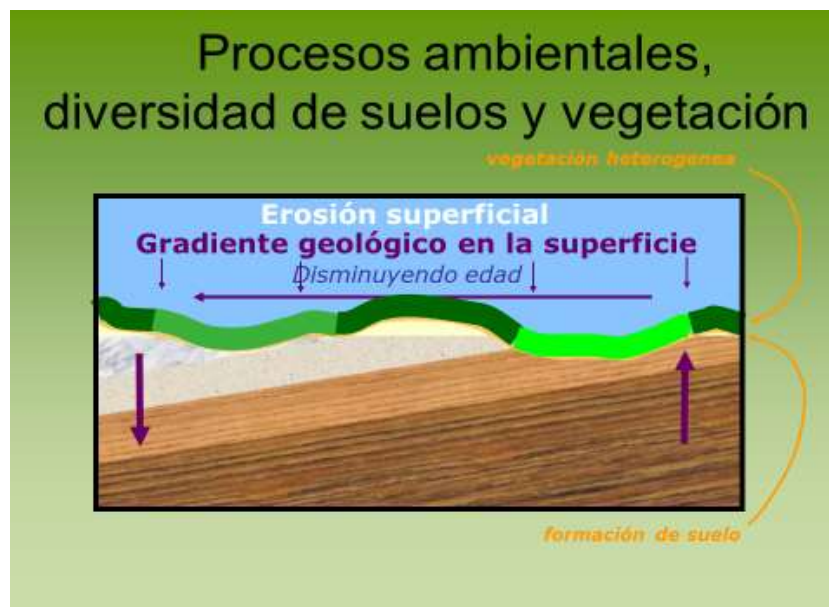 Procesos ambientales,
diversidad de suelos y vegetación
vegetación heterogenea
Erosión superficial
Gradiente geológico en la superficie
Disminuyendo edad
formación de suelo